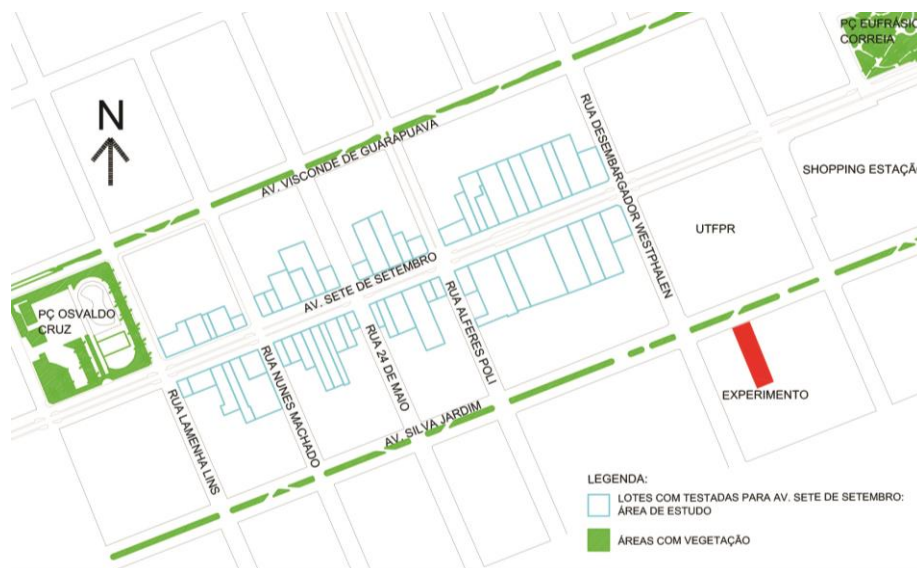 PÇ EUFRÁSIO
CORREIA
N
AV. VISCONDE DE GUARAPUAVA
RUA DESEMBARGADOR WESTPHALEN
SHOPPING ESTAÇÃO
UTFPR
AV. SETE DE SETEMBRO
PÇ OSVALDO
CRUZ
RUA ALFERES POLI
RUA 24 DE MAIO
RUA NUNES MACHADO
RUA LAMENHA LINS
EXPERIMENTO
AV. SILVA JARDIM
LEGENDA:
LOTES COM TESTADAS PARA AV. SETE DE SETEMBRO:
ÁREA DE ESTUDO
ÁREAS COM VEGETAÇÃO